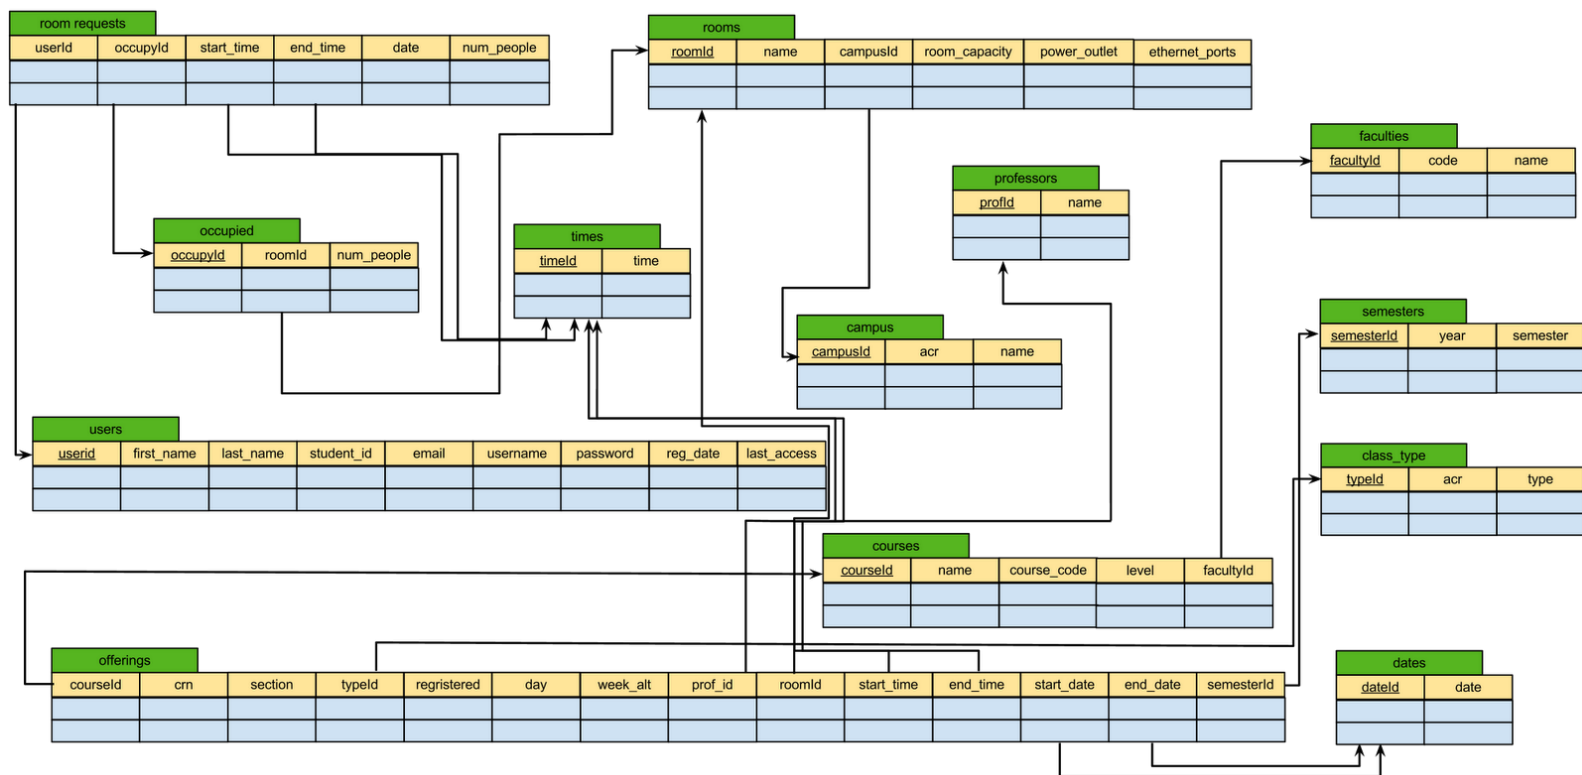 room requests
userId occupyId start_time end_time date num_people
rooms
roomId name campusId room_capacity power_outlet ethernet_ports
faculties
facultyId code name
professors
profId name
occupied
occupyId roomId num_people
times
timeId time
semesters
semesterId year semester
campus
campusId acr name
users
userid first_name last_name student_id email username password reg_date last_access
class_type
typeId acr type
courses
courseId name course_code level facultyId
offerings
courseId crn section typeId regristered day week_alt prof_id roomId start_time end_time start_date end_date semesterId
dates
dateId date